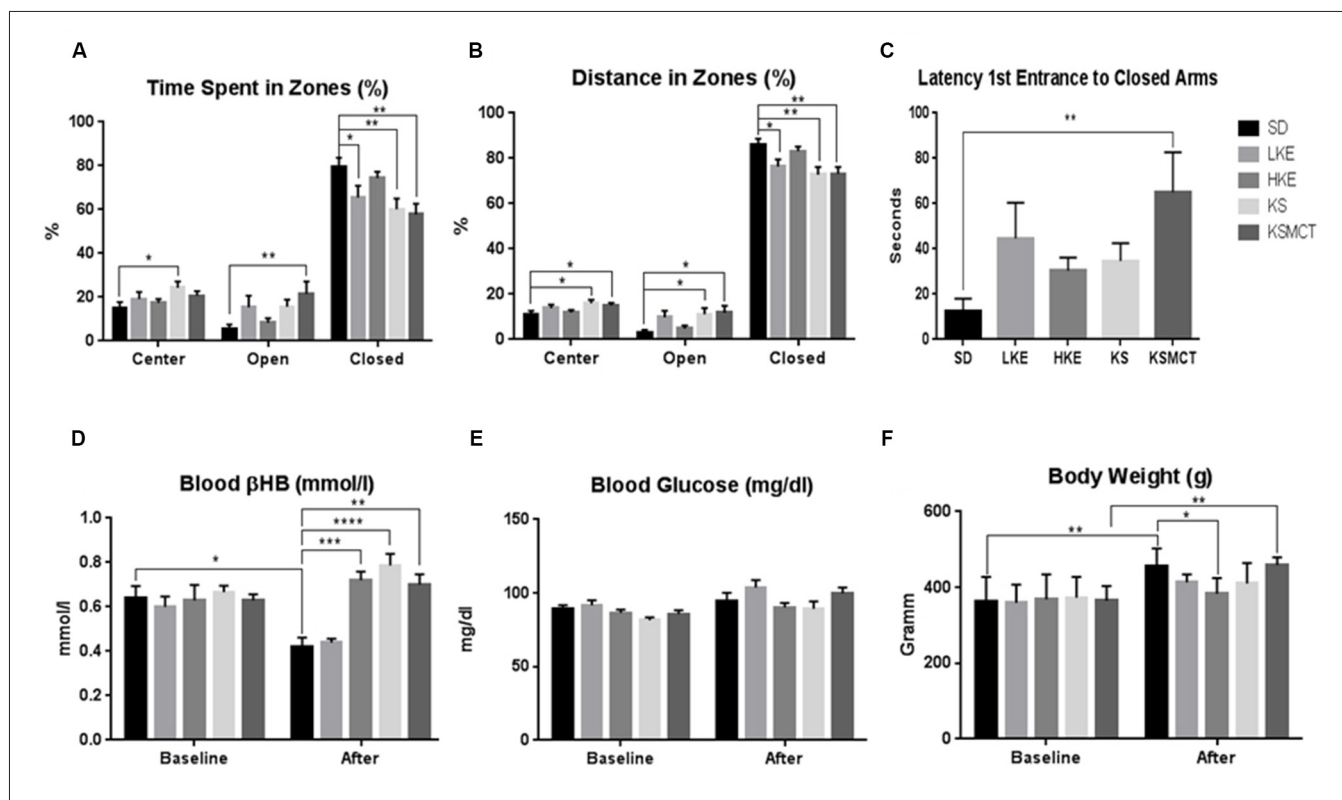 A
Time Spent in Zones (%)
%
100
80
60
40
20
0
*
**
*
**
**
Center
Open
Closed
B
Distance in Zones (%)
%
100
80
60
40
20
0
*
*
*
*
*
**
**
Center
Open
Closed
C
Latency 1st Entrance to Closed Arms
Seconds
100
80
60
40
20
0
**
SD
LKE
HKE
KS
KSMCT
SD
LKE
HKE
KS
KSMCT
D
Blood βHB (mmol/l)
mmol/l
1.0
0.8
0.6
0.4
0.2
0.0
*
**
****
***
Baseline
After
E
Blood Glucose (mg/dl)
mg/dl
150
100
50
0
Baseline
After
F
Body Weight (g)
Gramm
600
400
200
0
**
**
*
Baseline
After